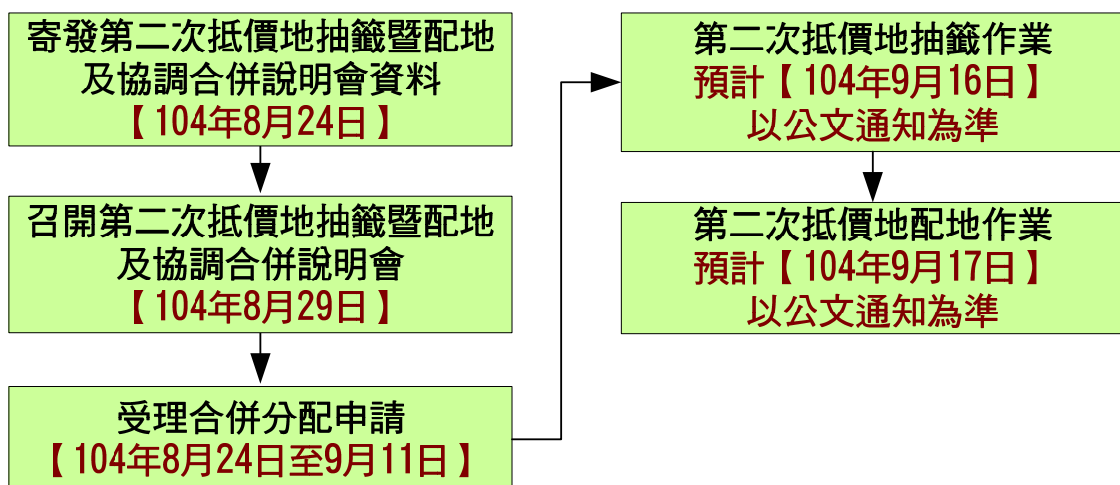 寄發第二次抵價地抽籤暨配地
及協調合併說明會資料
【104年8月24日】
召開第二次抵價地抽籤暨配地
及協調合併說明會
【104年8月29日】
受理合併分配申請
【104年8月24日至9月11日】
第二次抵價地抽籤作業
預計【104年9月16日】
以公文通知為準
第二次抵價地配地作業
預計【104年9月17日】
以公文通知為準